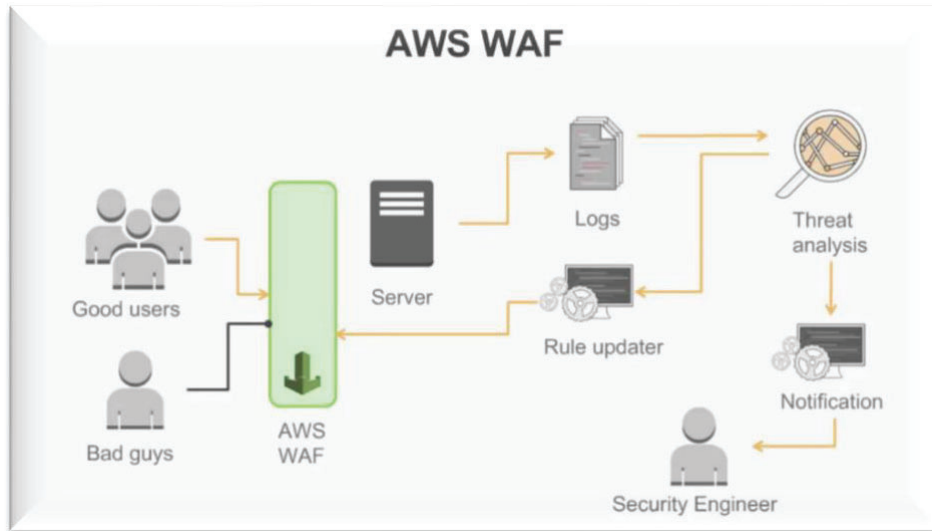 AWS WAF
Logs
Threat
analysis
Good users
Server
Rule updater
Bad guys
AWS
WAF
Notification
Security Engineer